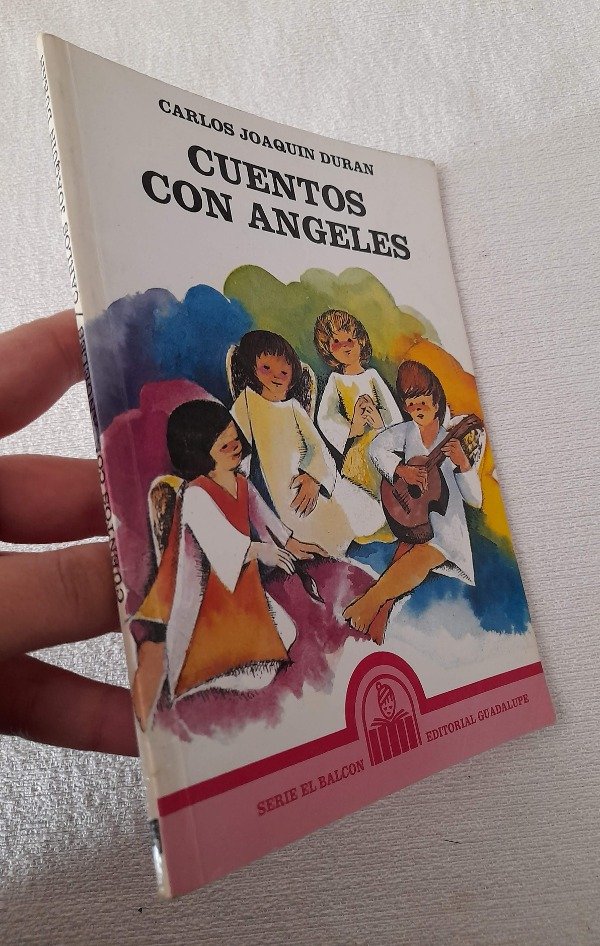 CARLOS JOAQUIN DURAN
CUENTOS
CON ANGELES
SERIE EL BALCON
EDITORIAL GUADALUPE